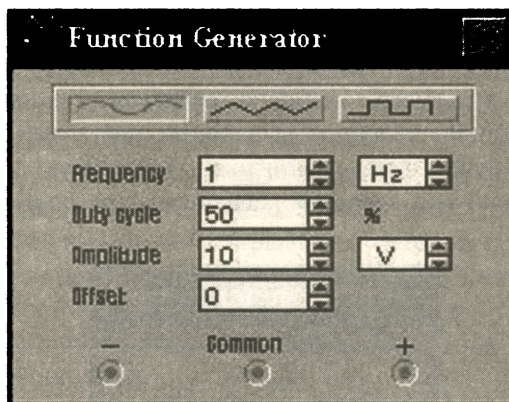 Function Generator
Frequency 1 Hz
Duty cycle 50 %
Amplitude 10 V
Offset 0
− Common +